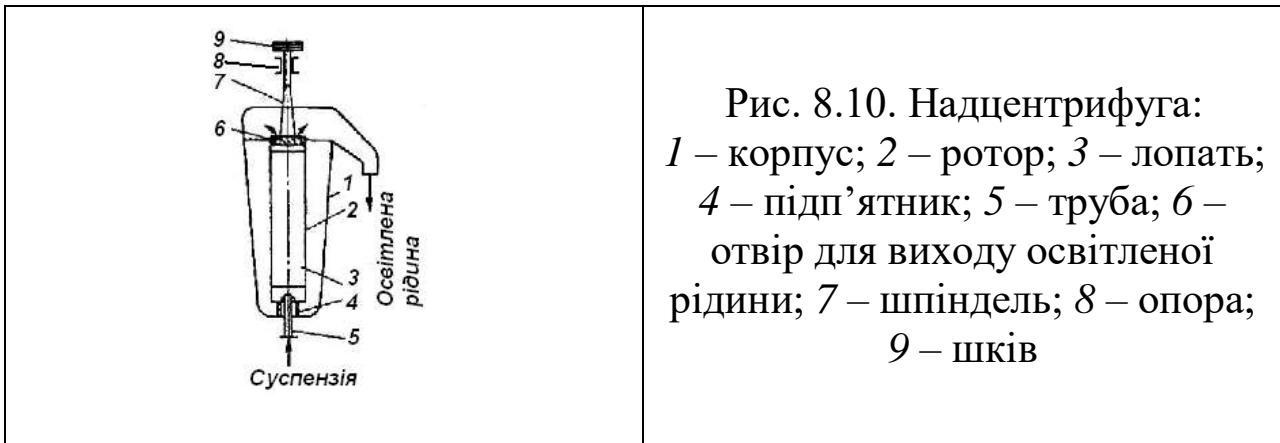 9
8
7
6
1
2
3
4
5
Освітлена
рідина
Суспензія
Рис. 8.10. Надцентрифуга:
1 – корпус; 2 – ротор; 3 – лопать;
4 – підп’ятник; 5 – труба; 6 –
отвір для виходу освітленої
рідини; 7 – шпіндель; 8 – опора;
9 – шків